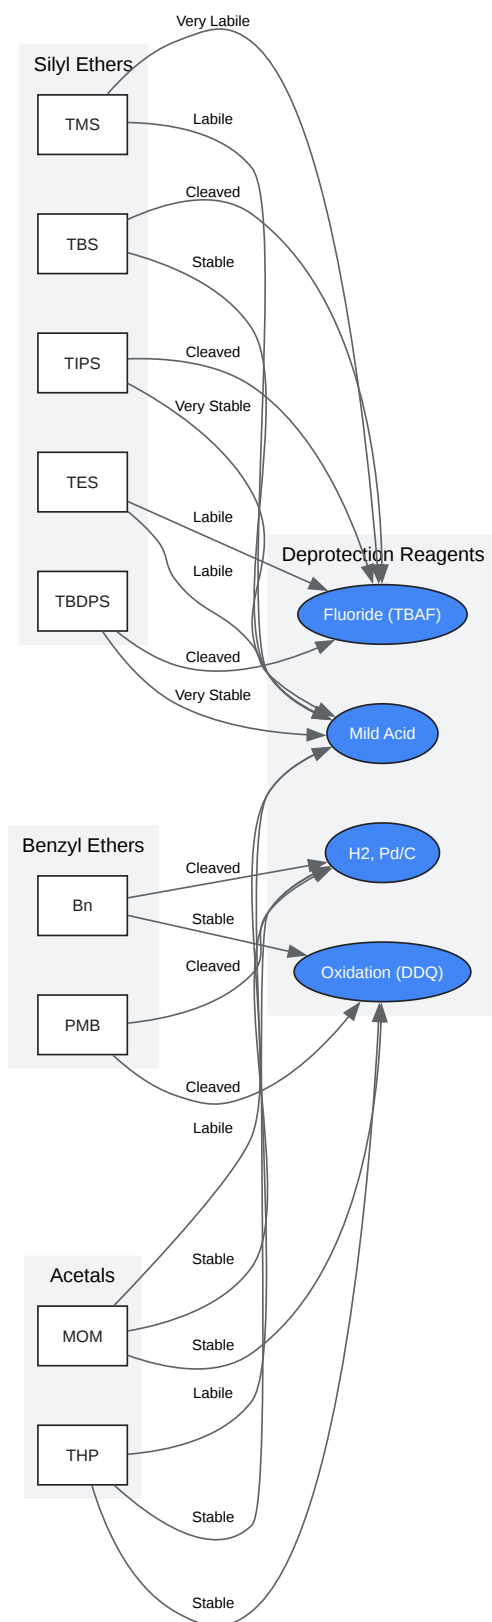 Very Labile
Silyl Ethers
TMS
Labile
Cleaved
TBS
Stable
Cleaved
TIPS
Very Stable
TES
Labile
Deprotection Reagents
Labile
TBDPS
Fluoride (TBAF)
Cleaved
Very Stable
Mild Acid
Benzyl Ethers
H2, Pd/C
Cleaved
Bn
Stable
Cleaved
Oxidation (DDQ)
PMB
Cleaved
Labile
Stable
Acetals
MOM
Stable
Labile
THP
Stable
Stable